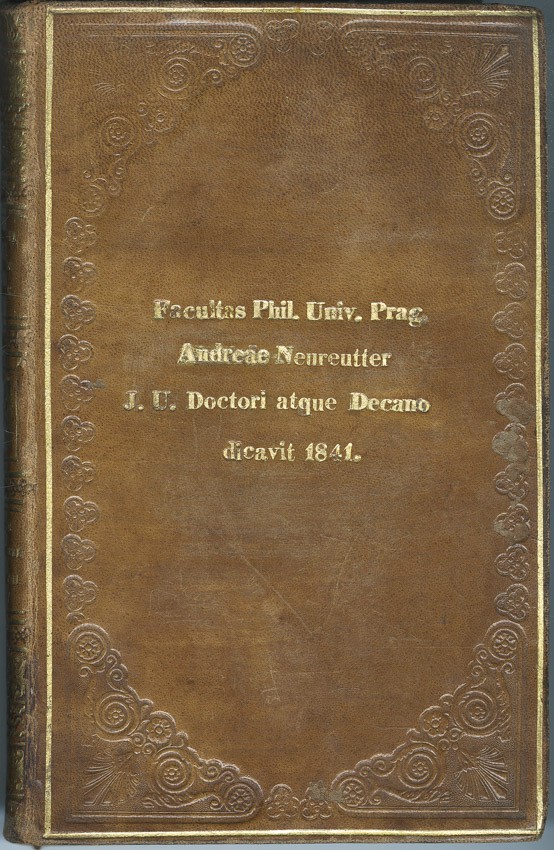 Facultas Phil. Univ. Prag.
Andreae Neureutter
J. U. Doctori atque Decano
dicavit 1841.